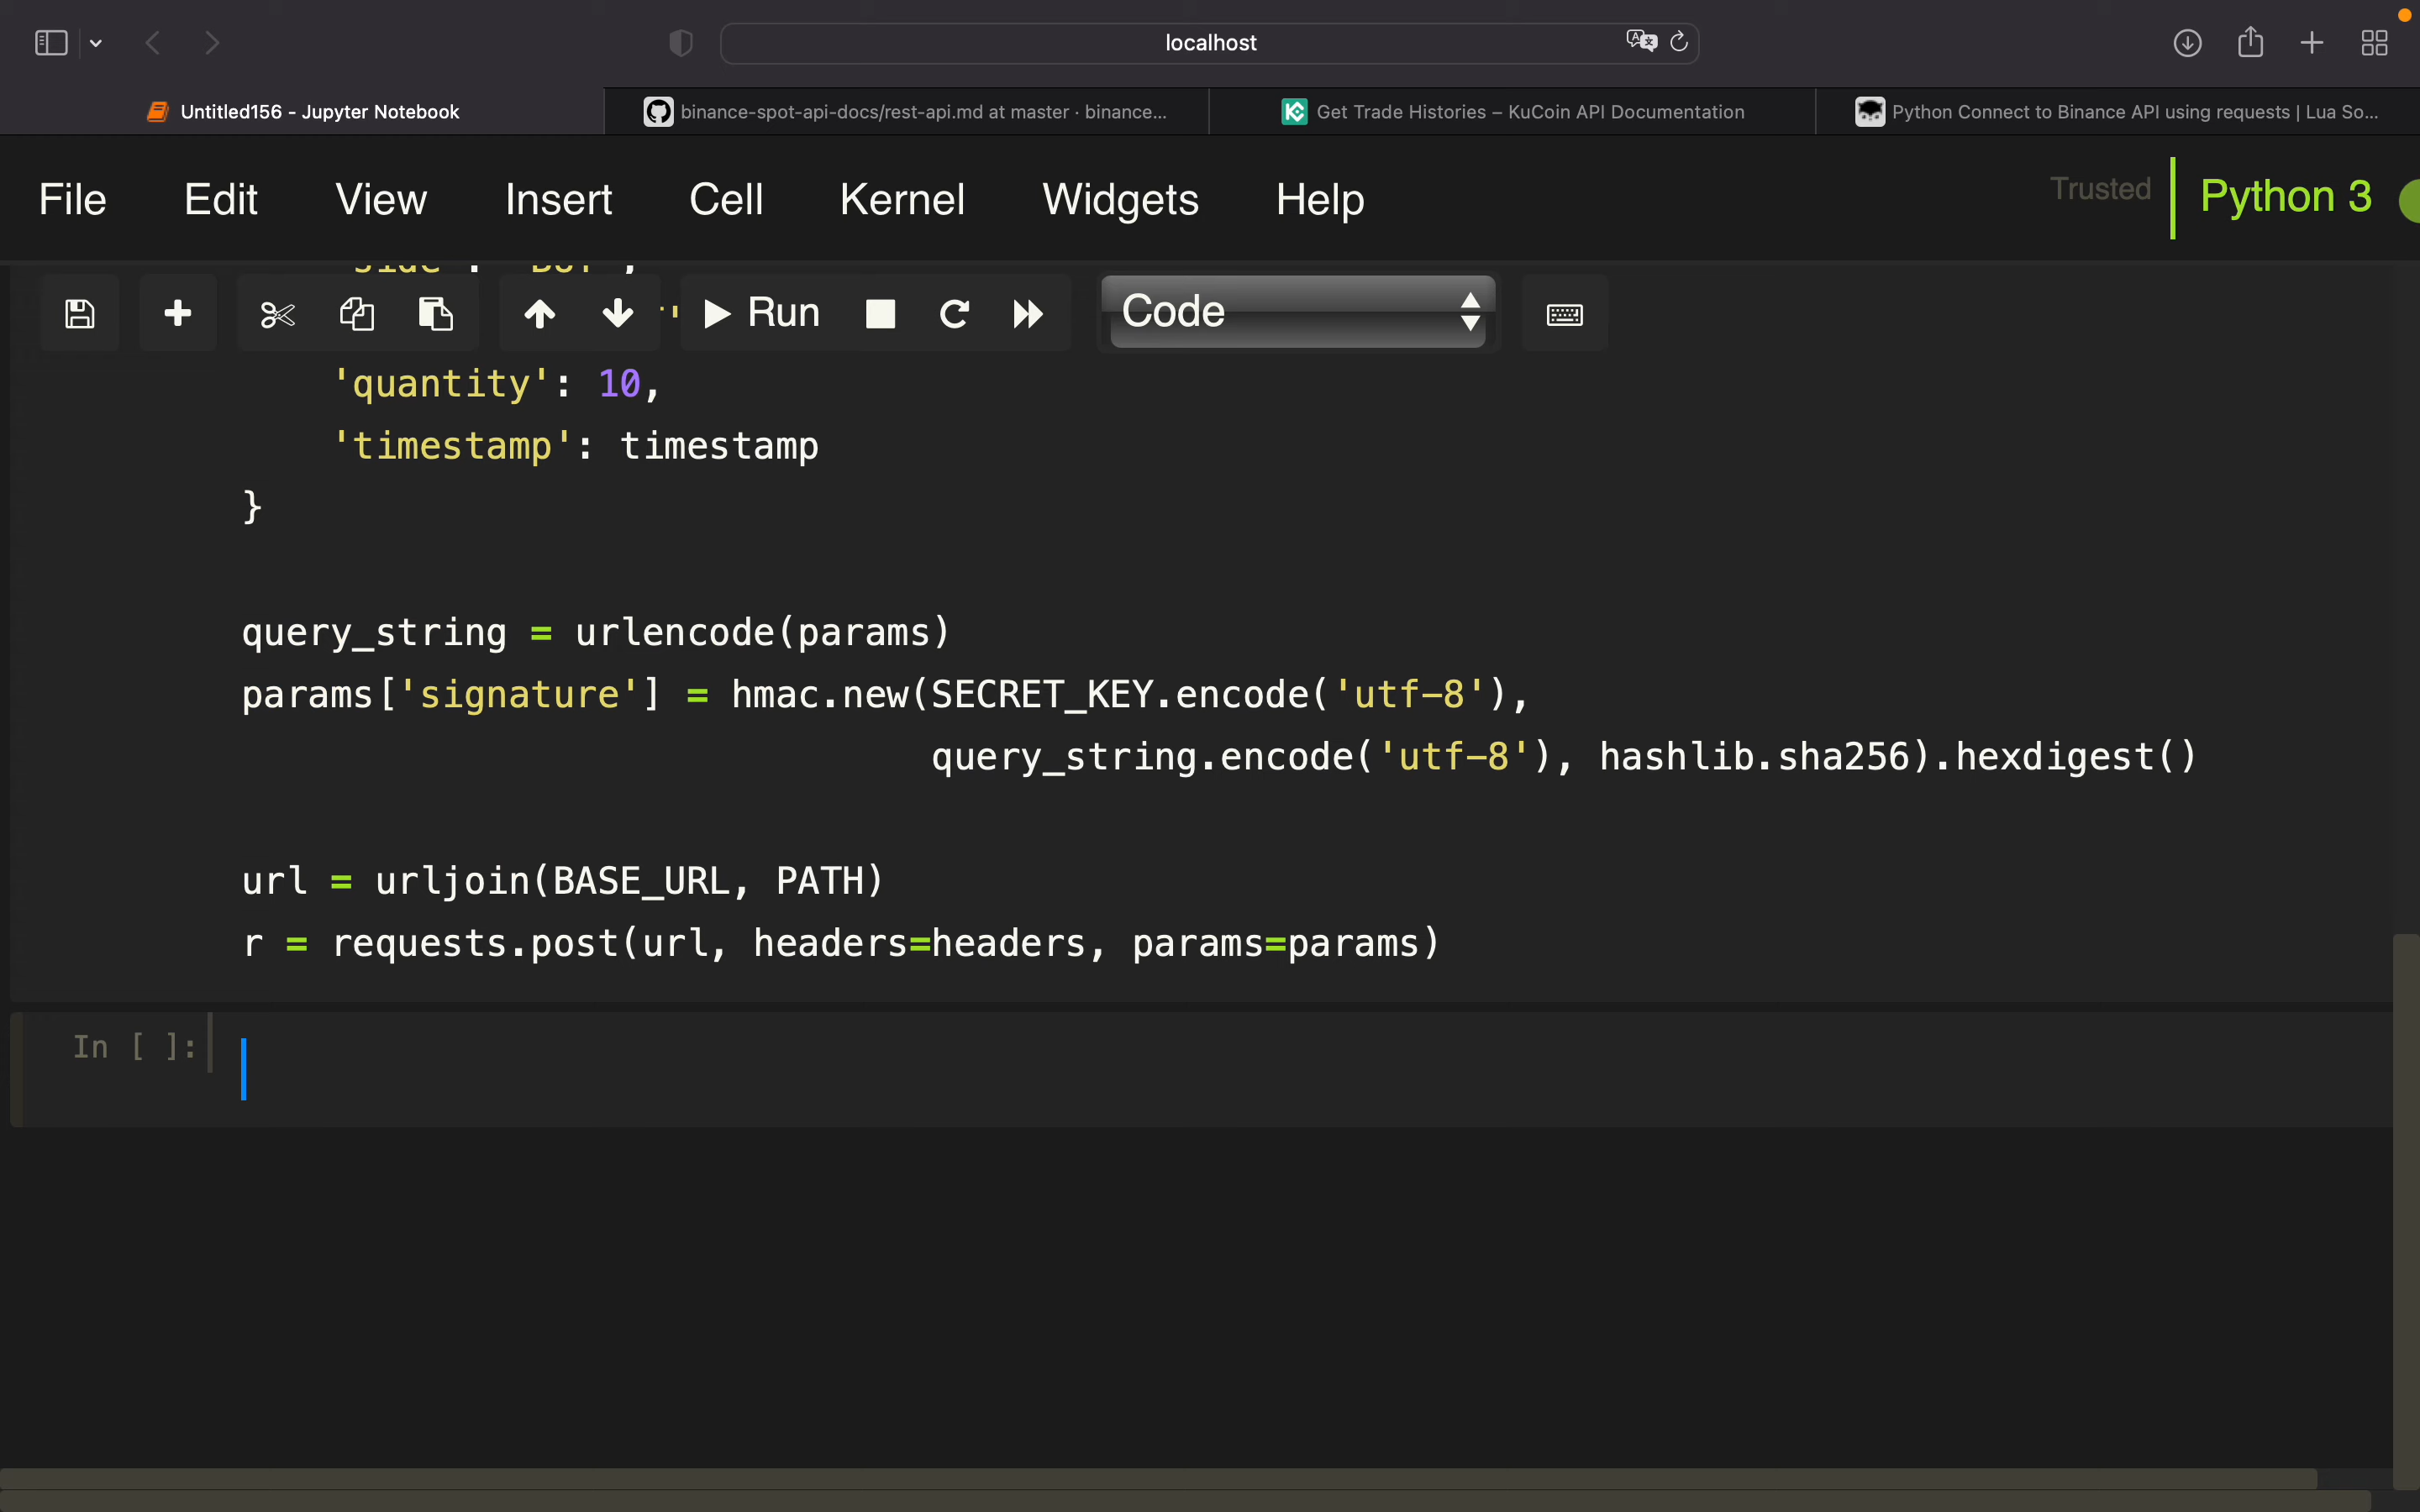 localhost
Untitled156 - Jupyter Notebook
binance-spot-api-docs/rest-api.md at master · binance...
Get Trade Histories – KuCoin API Documentation
Python Connect to Binance API using requests | Lua So...
File Edit View Insert Cell Kernel Widgets Help
Trusted
Python 3
Run
Code
'quantity': 10,
'timestamp': timestamp
}
query_string = urlencode(params)
params['signature'] = hmac.new(SECRET_KEY.encode('utf-8'),
query_string.encode('utf-8'), hashlib.sha256).hexdigest()
url = urljoin(BASE_URL, PATH)
r = requests.post(url, headers=headers, params=params)
In [ ]: